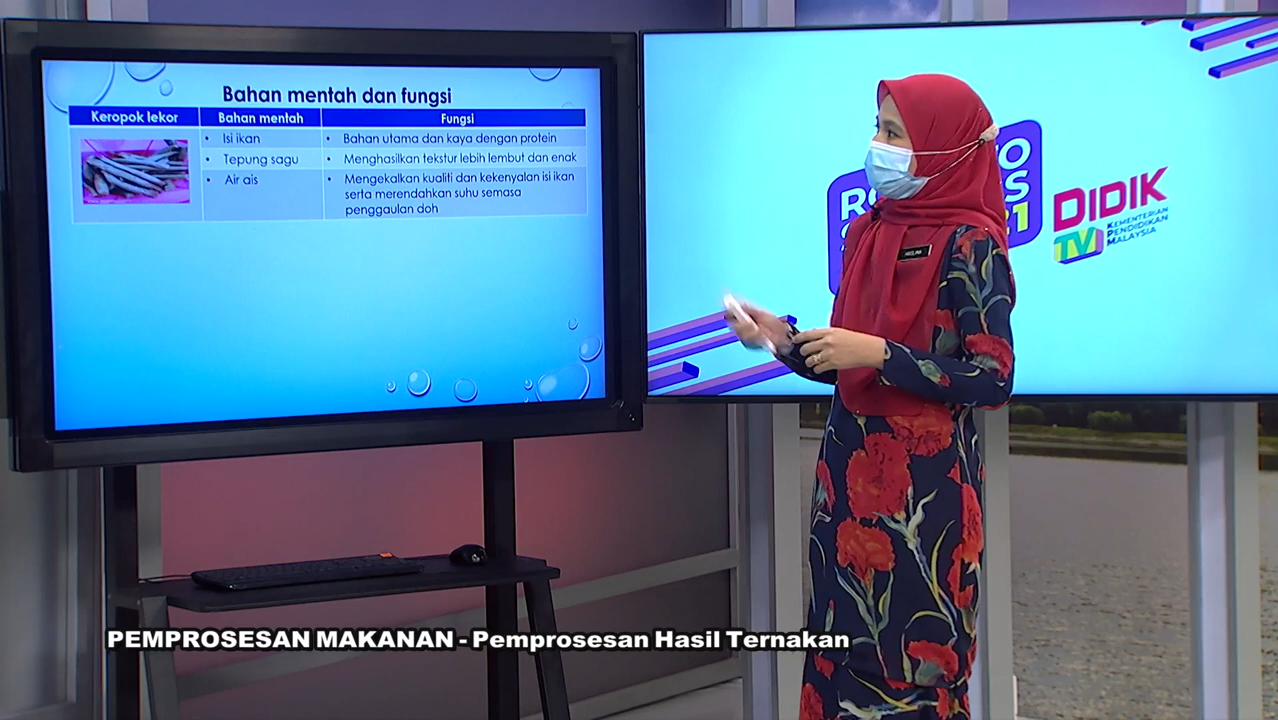 Bahan mentah dan fungsi
Keropok lekor Bahan mentah Fungsi
• Isi ikan • Bahan utama dan kaya dengan protein
• Tepung sagu • Menghasilkan tekstur lebih lembut dan enak
• Air ais • Mengekalkan kualiti dan kekenyalan isi ikan
serta merendahkan suhu semasa
penggaulan doh
DIDIK
TV
KEMENTERIAN
PENDIDIKAN
MALAYSIA
PEMPROSESAN MAKANAN - Pemprosesan Hasil Ternakan